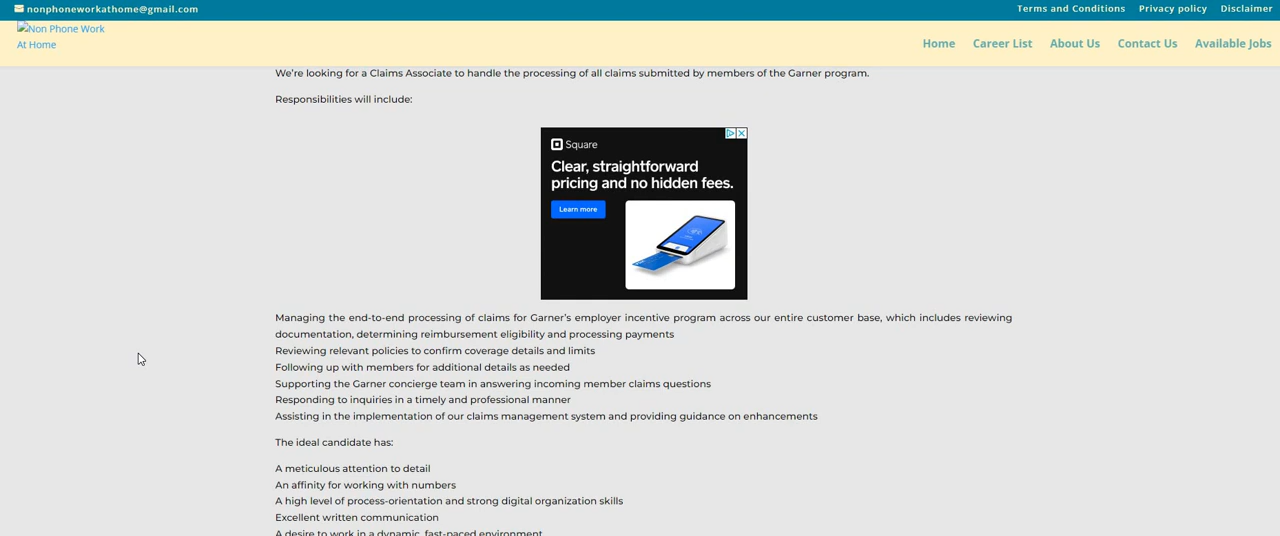 nonphoneworkathome@gmail.com
Terms and Conditions Privacy policy Disclaimer
Non Phone Work
At Home
Home Career List About Us Contact Us Available Jobs
We’re looking for a Claims Associate to handle the processing of all claims submitted by members of the Garner program.
Responsibilities will include:
Square
Clear, straightforward
pricing and no hidden fees.
Learn more
Managing the end-to-end processing of claims for Garner’s employer incentive program across our entire customer base, which includes reviewing
documentation, determining reimbursement eligibility and processing payments
Reviewing relevant policies to confirm coverage details and limits
Following up with members for additional details as needed
Supporting the Garner concierge team in answering incoming member claims questions
Responding to inquiries in a timely and professional manner
Assisting in the implementation of our claims management system and providing guidance on enhancements
The ideal candidate has:
A meticulous attention to detail
An affinity for working with numbers
A high level of process-orientation and strong digital organization skills
Excellent written communication
A desire to work in a dynamic, fast-paced environment